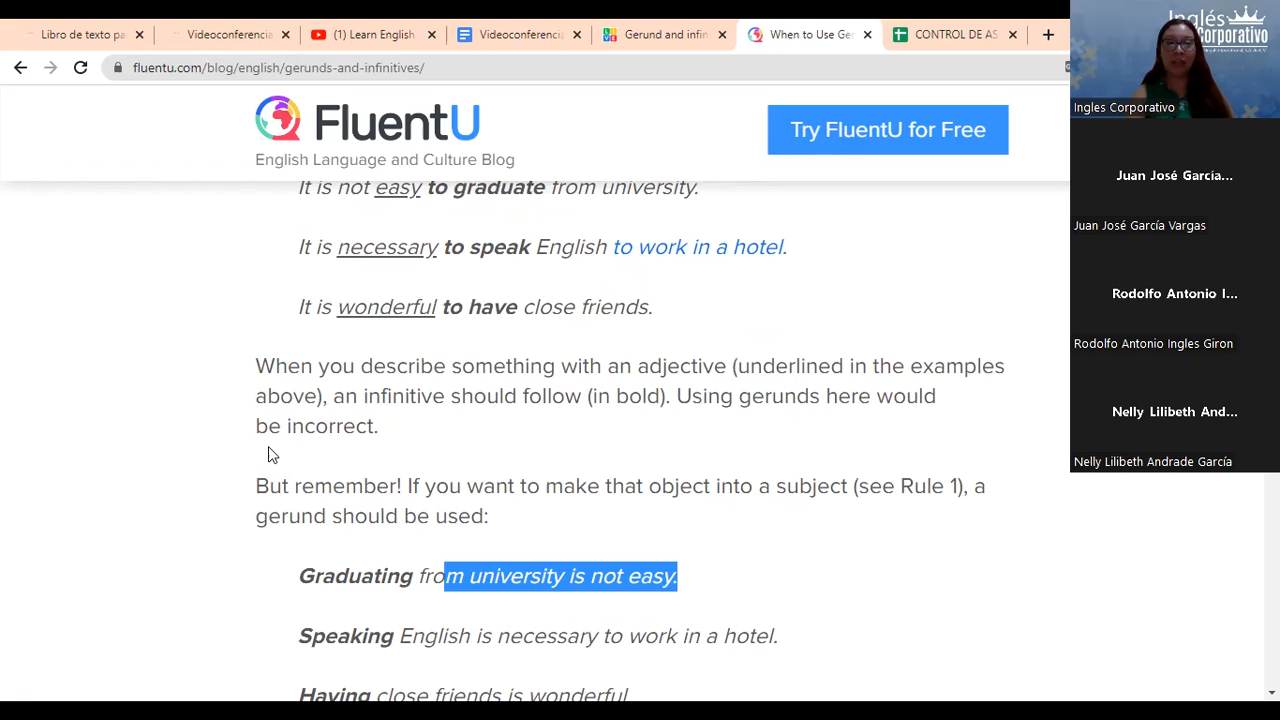 Libro de texto pa
Videoconferencia
(1) Learn English
Videoconferenci
Gerund and infin
When to Use Ger
CONTROL DE AS
fluentu.com/blog/english/gerunds-and-infinitives/
FluentU
English Language and Culture Blog
Try FluentU for Free
It is not easy to graduate from university.
It is necessary to speak English to work in a hotel.
It is wonderful to have close friends.
When you describe something with an adjective (underlined in the examples
above), an infinitive should follow (in bold). Using gerunds here would
be incorrect.
But remember! If you want to make that object into a subject (see Rule 1), a
gerund should be used:
Graduating from university is not easy.
Speaking English is necessary to work in a hotel.
Having close friends is wonderful
Inglés
Corporativo
Ingles Corporativo
Juan José García...
Juan José García Vargas
Rodolfo Antonio I...
Rodolfo Antonio Ingles Giron
Nelly Lilibeth And...
Nelly Lilibeth Andrade García